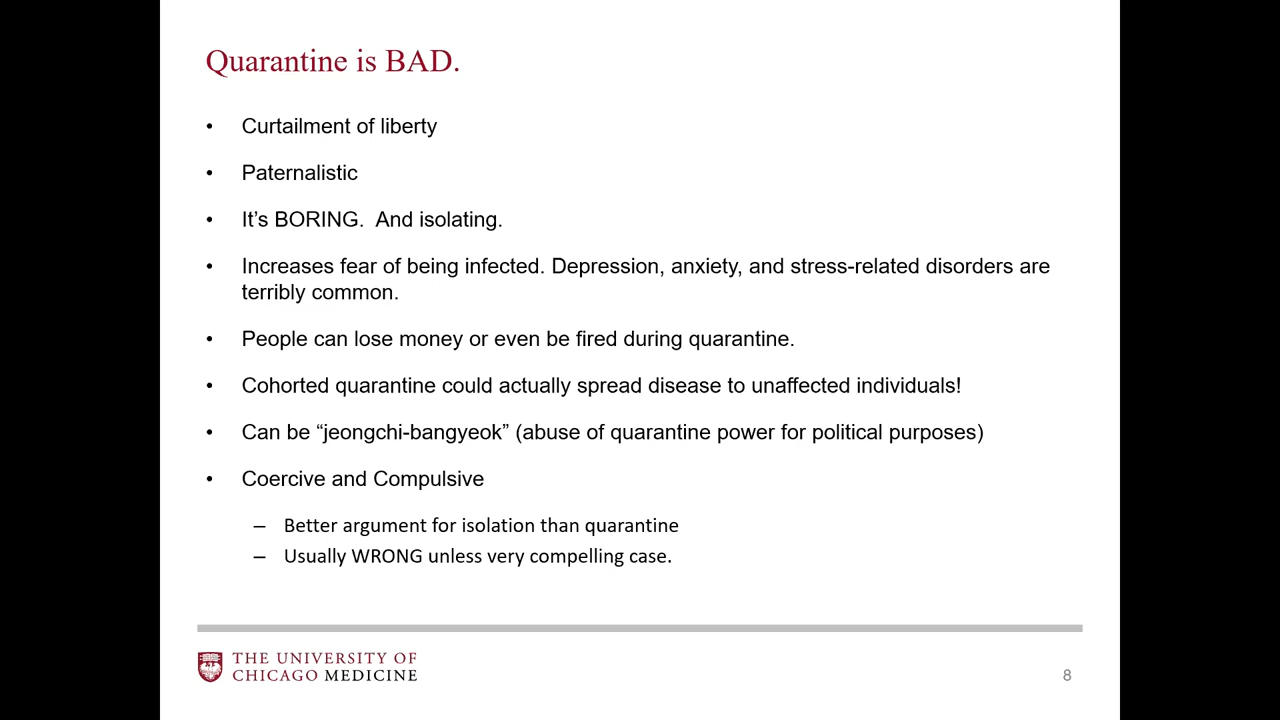 Quarantine is BAD.
• Curtailment of liberty
• Paternalistic
• It’s BORING.  And isolating.
• Increases fear of being infected. Depression, anxiety, and stress-related disorders are
terribly common.
• People can lose money or even be fired during quarantine.
• Cohorted quarantine could actually spread disease to unaffected individuals!
• Can be “jeongchi-bangyeok” (abuse of quarantine power for political purposes)
• Coercive and Compulsive
– Better argument for isolation than quarantine
– Usually WRONG unless very compelling case.
THE UNIVERSITY OF
CHICAGO MEDICINE
8